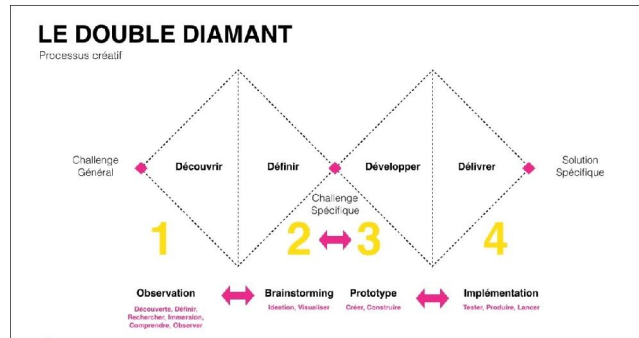 LE DOUBLE DIAMANT
Processus créatif
Challenge
Général
Découvrir
Définir
Développer
Délivrer
Solution
Spécifique
Challenge
Spécifique
1
2
3
4
Observation
Découverte, Définir,
Rechercher, Immersion,
Comprendre, Observer
Brainstorming
Ideation, Visualiser
Prototype
Créer, Construire
Implémentation
Tester, Produire, Lancer